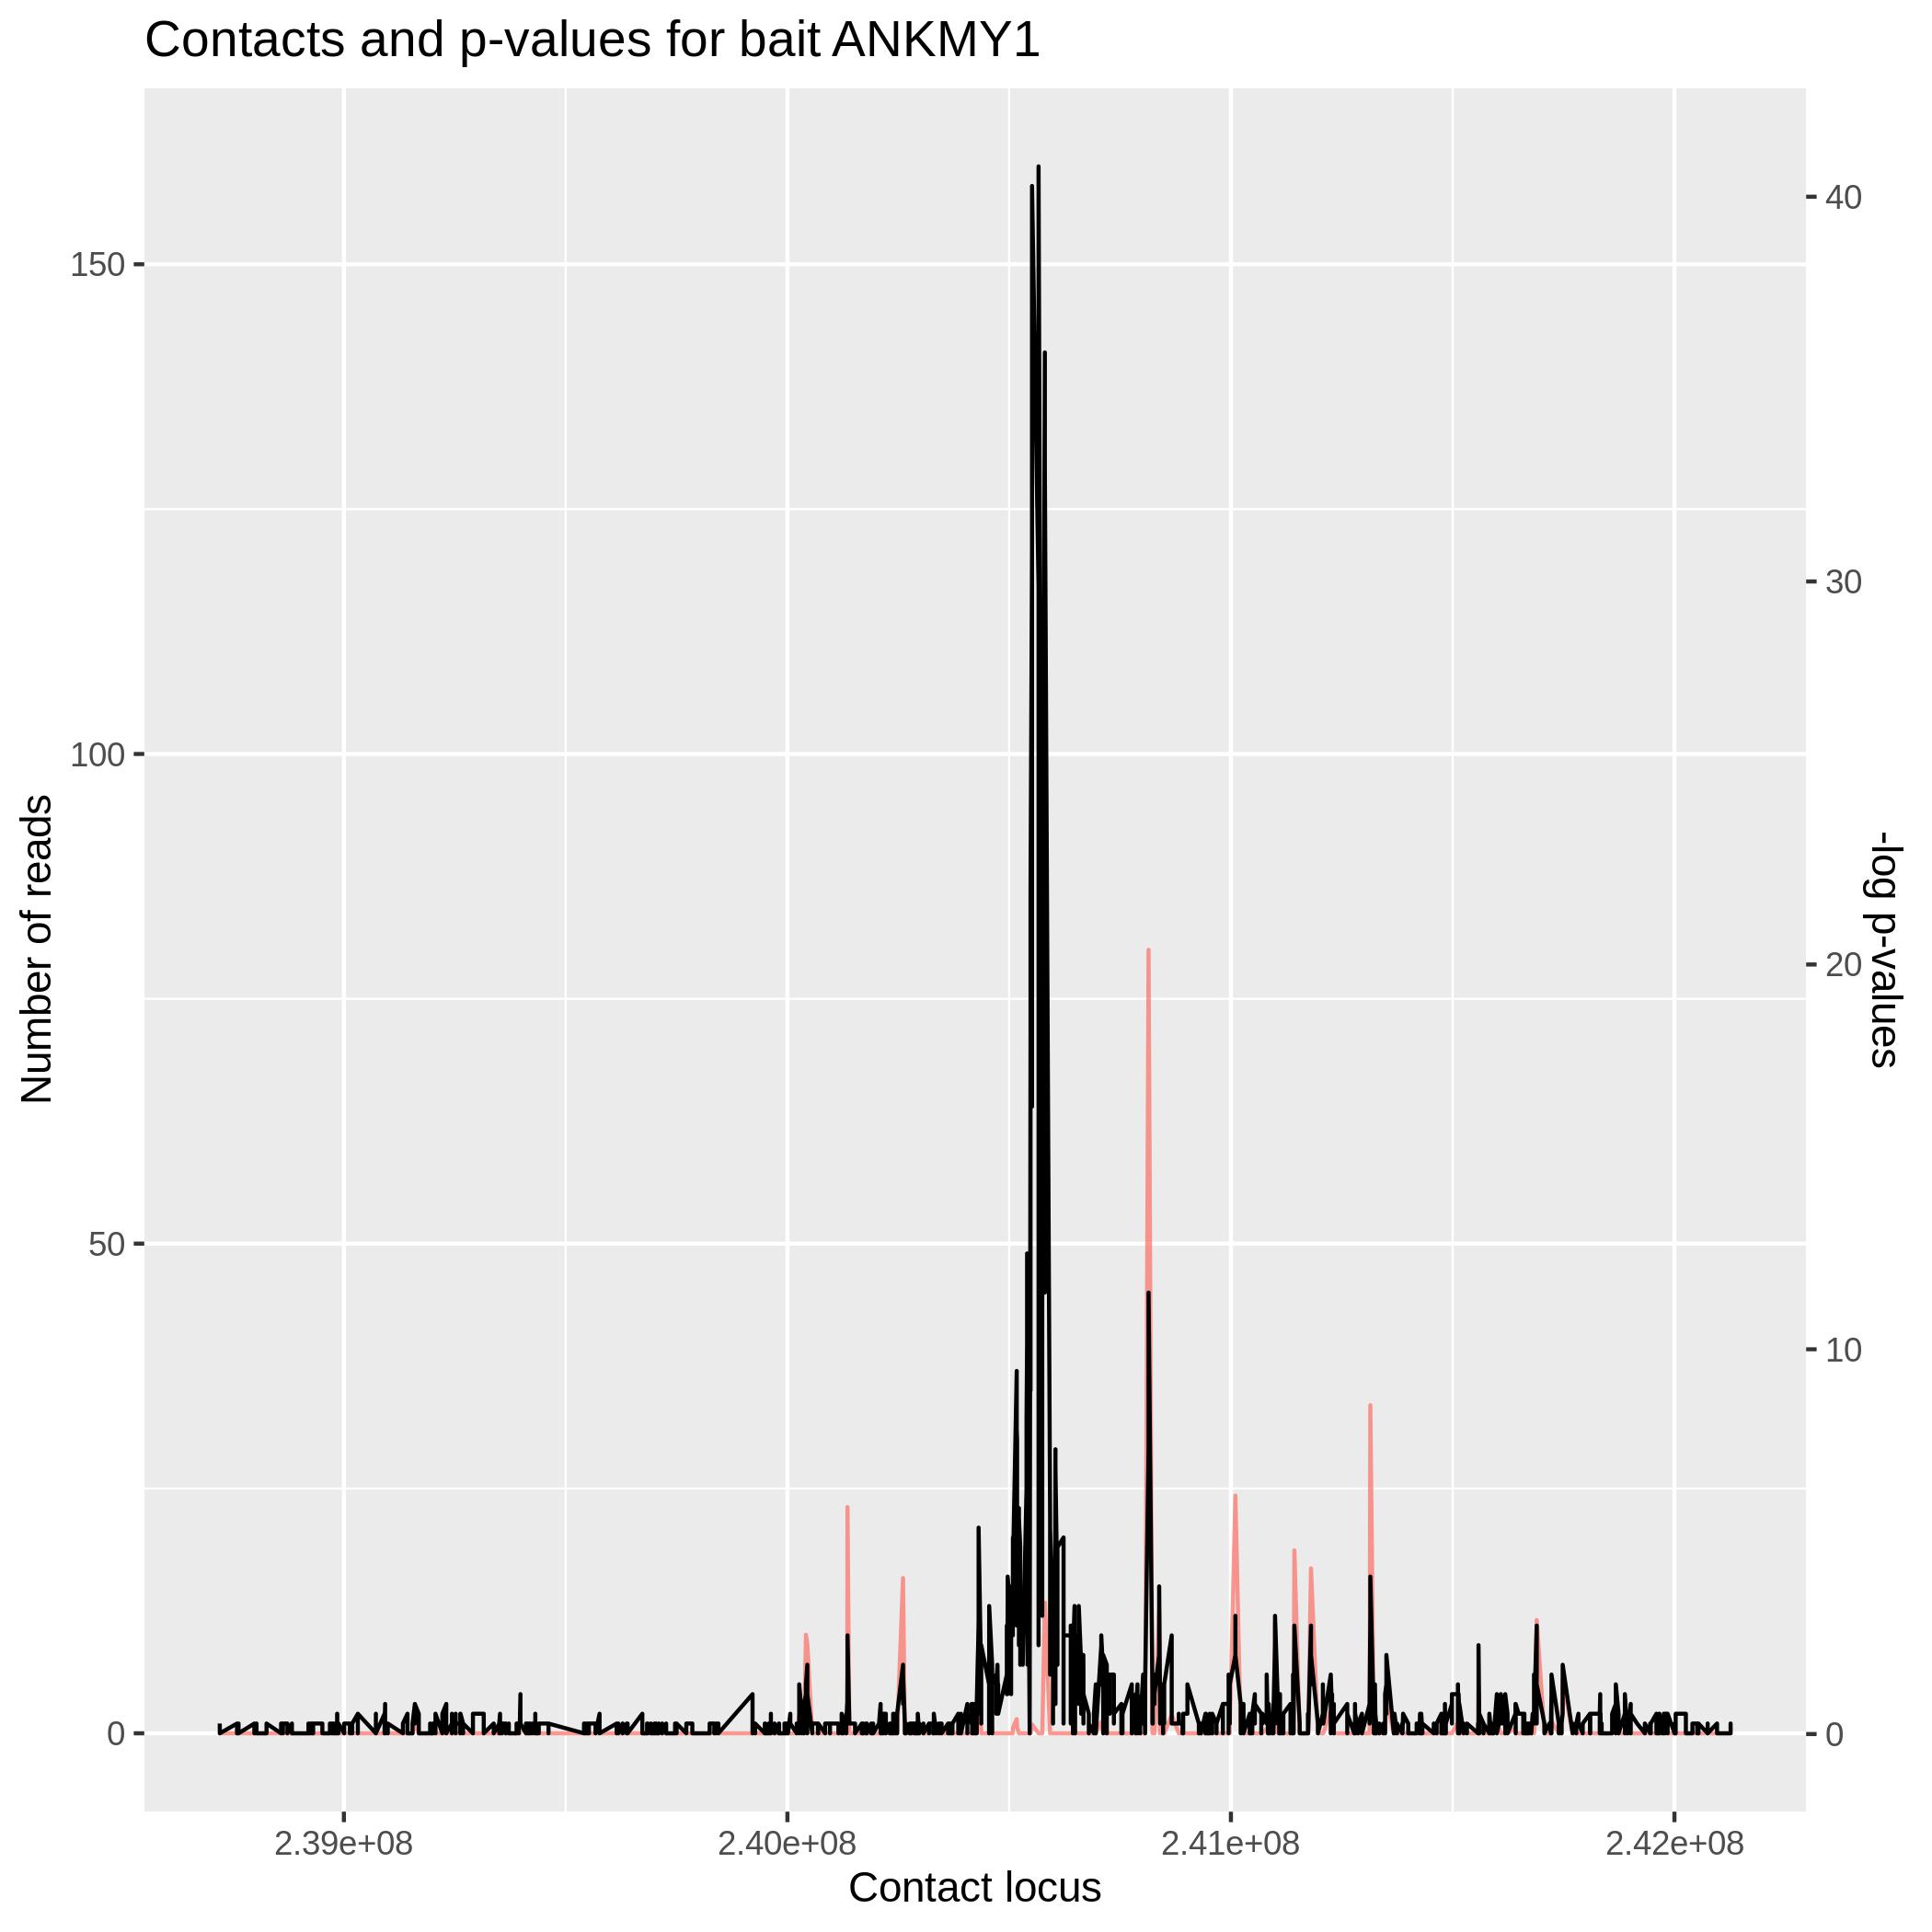 Contacts and p-values for bait ANKMY1
150
100
50
0
Number of reads
40
30
20
10
0
-log p-values
2.39e+08
2.40e+08
2.41e+08
2.42e+08
Contact locus